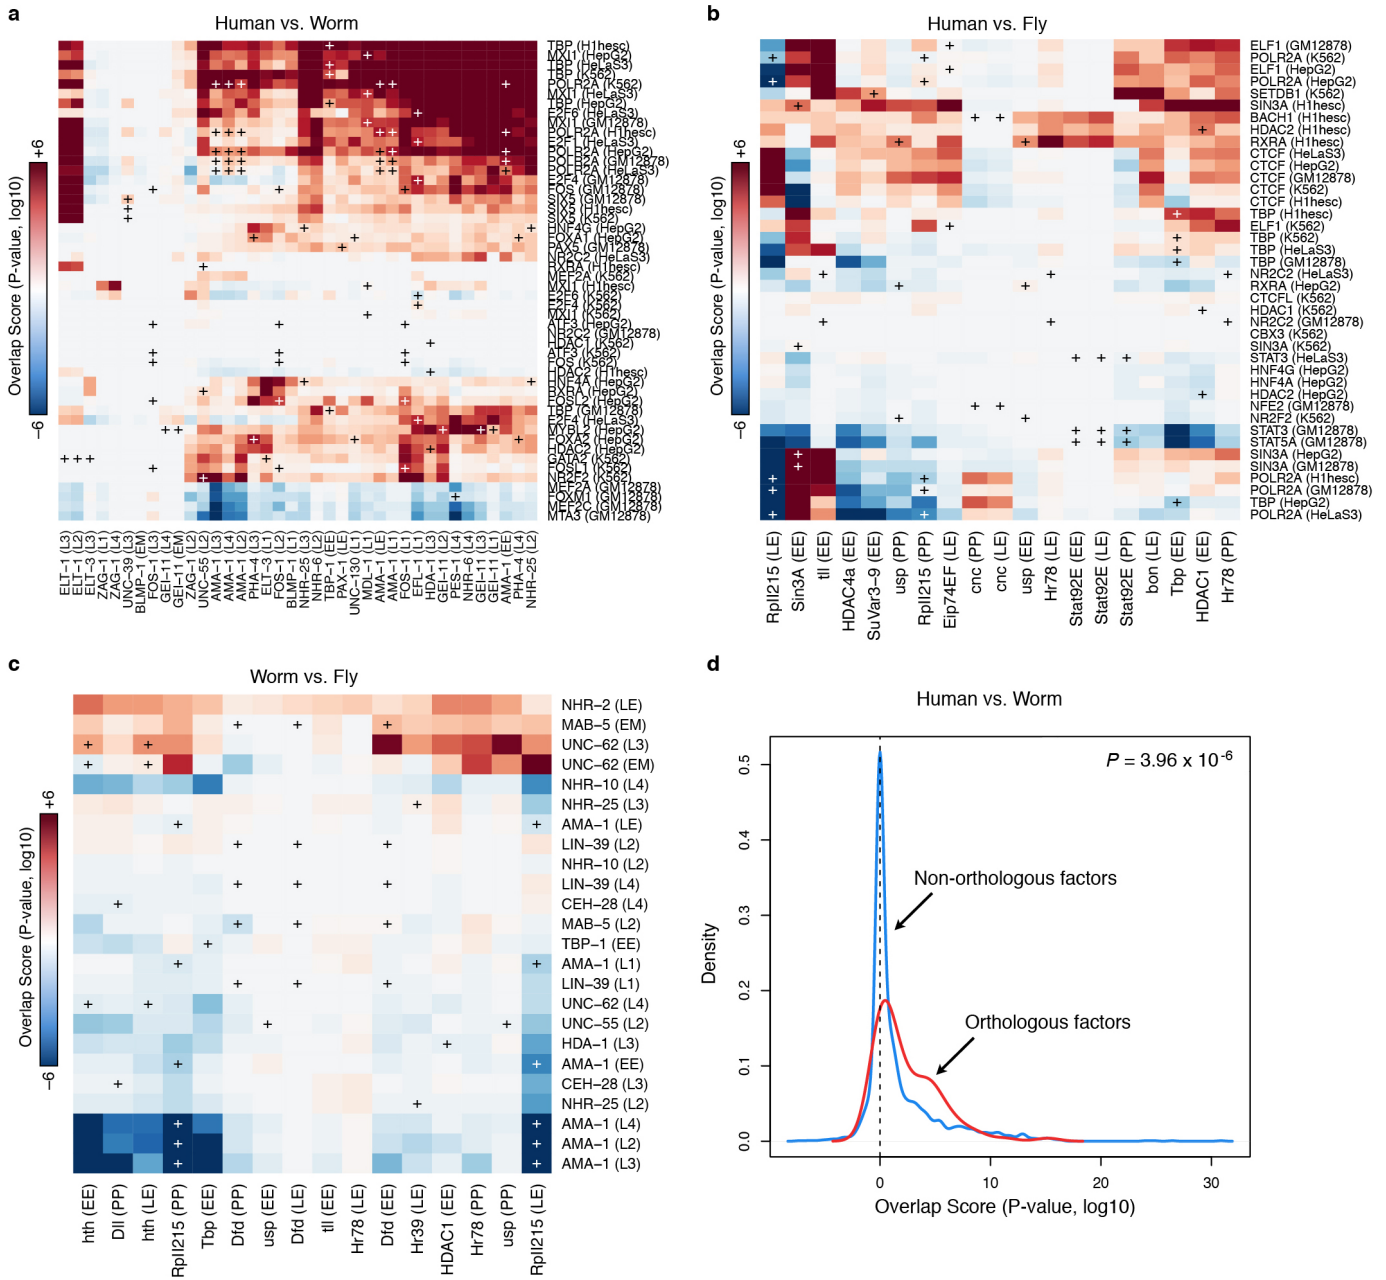 a
Human vs. Worm
TBP (H1hesc)
MXI1 (HepG2)
TBP (HeLaS3)
TBP (K562)
POLR2A (K562)
MXI1 (HeLaS3)
TBP (HepG2)
E2F6 (HeLaS3)
MXI1 (GM12878)
POLR2A (H1hesc)
E2F1 (HeLaS3)
POLR2A (HepG2)
POLR2A (GM12878)
POLR2A (HeLaS3)
E2F4 (GM12878)
FOS (GM12878)
SIX5 (GM12878)
SIX5 (H1hesc)
SIX5 (K562)
HNF4G (HepG2)
FOXA1 (HepG2)
PAX5 (GM12878)
NR2C2 (HeLaS3)
RXRA (H1hesc)
MEF2A (K562)
MXI1 (H1hesc)
E2F6 (K562)
E2F4 (K562)
MXI1 (K562)
ATF3 (HepG2)
NR2C2 (GM12878)
HDAC1 (K562)
ATF3 (K562)
FOS (K562)
HDAC2 (H1hesc)
HNF4A (HepG2)
RXRA (HepG2)
FOSL2 (HepG2)
TBP (GM12878)
E2F4 (HeLaS3)
MYBL2 (HepG2)
FOXA2 (HepG2)
HDAC2 (HepG2)
GATA2 (K562)
FOSL1 (K562)
NR2F2 (K562)
MEF2A (GM12878)
FOXM1 (GM12878)
MEF2C (GM12878)
MTA3 (GM12878)
+6
Overlap Score (P-value, log10)
−6
ELT−1 (L3)
ELT−1 (L2)
ELT−3 (L3)
ZAG−1 (L1)
ZAG−1 (L4)
UNC−39 (L3)
BLMP−1 (EM)
FOS−1 (L3)
GEI−11 (L4)
GEI−11 (EM)
ZAG−1 (L2)
UNC−55 (L2)
AMA−1 (L3)
AMA−1 (L4)
AMA−1 (L2)
PHA−4 (L3)
ELT−3 (L1)
FOS−1 (L2)
BLMP−1 (L1)
NHR−25 (L3)
NHR−6 (L2)
TBP−1 (EE)
PAX−1 (LE)
UNC−130 (L1)
MDL−1 (L1)
AMA−1 (LE)
AMA−1 (L1)
FOS−1 (L1)
EFL−1 (L1)
HDA−1 (L3)
GEI−11 (L2)
PES−1 (L4)
NHR−6 (L4)
GEI−11 (L3)
GEI−11 (L1)
AMA−1 (EE)
PHA−4 (L4)
NHR−25 (L2)
b
Human vs. Fly
ELF1 (GM12878)
POLR2A (K562)
ELF1 (HepG2)
POLR2A (HepG2)
SETDB1 (K562)
SIN3A (H1hesc)
BACH1 (H1hesc)
HDAC2 (H1hesc)
RXRA (H1hesc)
CTCF (HeLaS3)
CTCF (HepG2)
CTCF (GM12878)
CTCF (K562)
CTCF (H1hesc)
TBP (H1hesc)
ELF1 (K562)
TBP (K562)
TBP (HeLaS3)
TBP (GM12878)
NR2C2 (HeLaS3)
RXRA (HepG2)
CTCFL (K562)
HDAC1 (K562)
NR2C2 (GM12878)
CBX3 (K562)
SIN3A (K562)
STAT3 (HeLaS3)
HNF4G (HepG2)
HNF4A (HepG2)
HDAC2 (HepG2)
NFE2 (GM12878)
NR2F2 (K562)
STAT3 (GM12878)
STAT5A (GM12878)
SIN3A (HepG2)
SIN3A (GM12878)
POLR2A (H1hesc)
POLR2A (GM12878)
TBP (HepG2)
POLR2A (HeLaS3)
+6
Overlap Score (P-value, log10)
−6
RpII215 (LE)
Sin3A (EE)
tll (EE)
HDAC4a (EE)
SuVar3−9 (EE)
usp (PP)
RpII215 (PP)
Eip74EF (LE)
cnc (PP)
cnc (LE)
usp (EE)
Hr78 (LE)
Stat92E (EE)
Stat92E (LE)
Stat92E (PP)
bon (LE)
Tbp (EE)
HDAC1 (EE)
Hr78 (PP)
c
Worm vs. Fly
NHR−2 (LE)
MAB−5 (EM)
UNC−62 (L3)
UNC−62 (EM)
NHR−10 (L4)
NHR−25 (L3)
AMA−1 (LE)
LIN−39 (L2)
NHR−10 (L2)
LIN−39 (L4)
CEH−28 (L4)
MAB−5 (L2)
TBP−1 (EE)
AMA−1 (L1)
LIN−39 (L1)
UNC−62 (L4)
UNC−55 (L2)
HDA−1 (L3)
AMA−1 (EE)
CEH−28 (L3)
NHR−25 (L2)
AMA−1 (L4)
AMA−1 (L2)
AMA−1 (L3)
+6
Overlap Score (P-value, log10)
−6
hth (EE)
Dll (PP)
hth (LE)
RpII215 (PP)
Tbp (EE)
Dfd (PP)
usp (EE)
Dfd (LE)
tll (EE)
Hr78 (LE)
Dfd (EE)
Hr39 (LE)
HDAC1 (EE)
Hr78 (PP)
usp (PP)
RpII215 (LE)
d
Human vs. Worm
P = 3.96 x 10-6
Non-orthologous factors
Orthologous factors
Density
0.5
0.4
0.3
0.2
0.1
0.0
0
10
20
30
Overlap Score (P-value, log10)